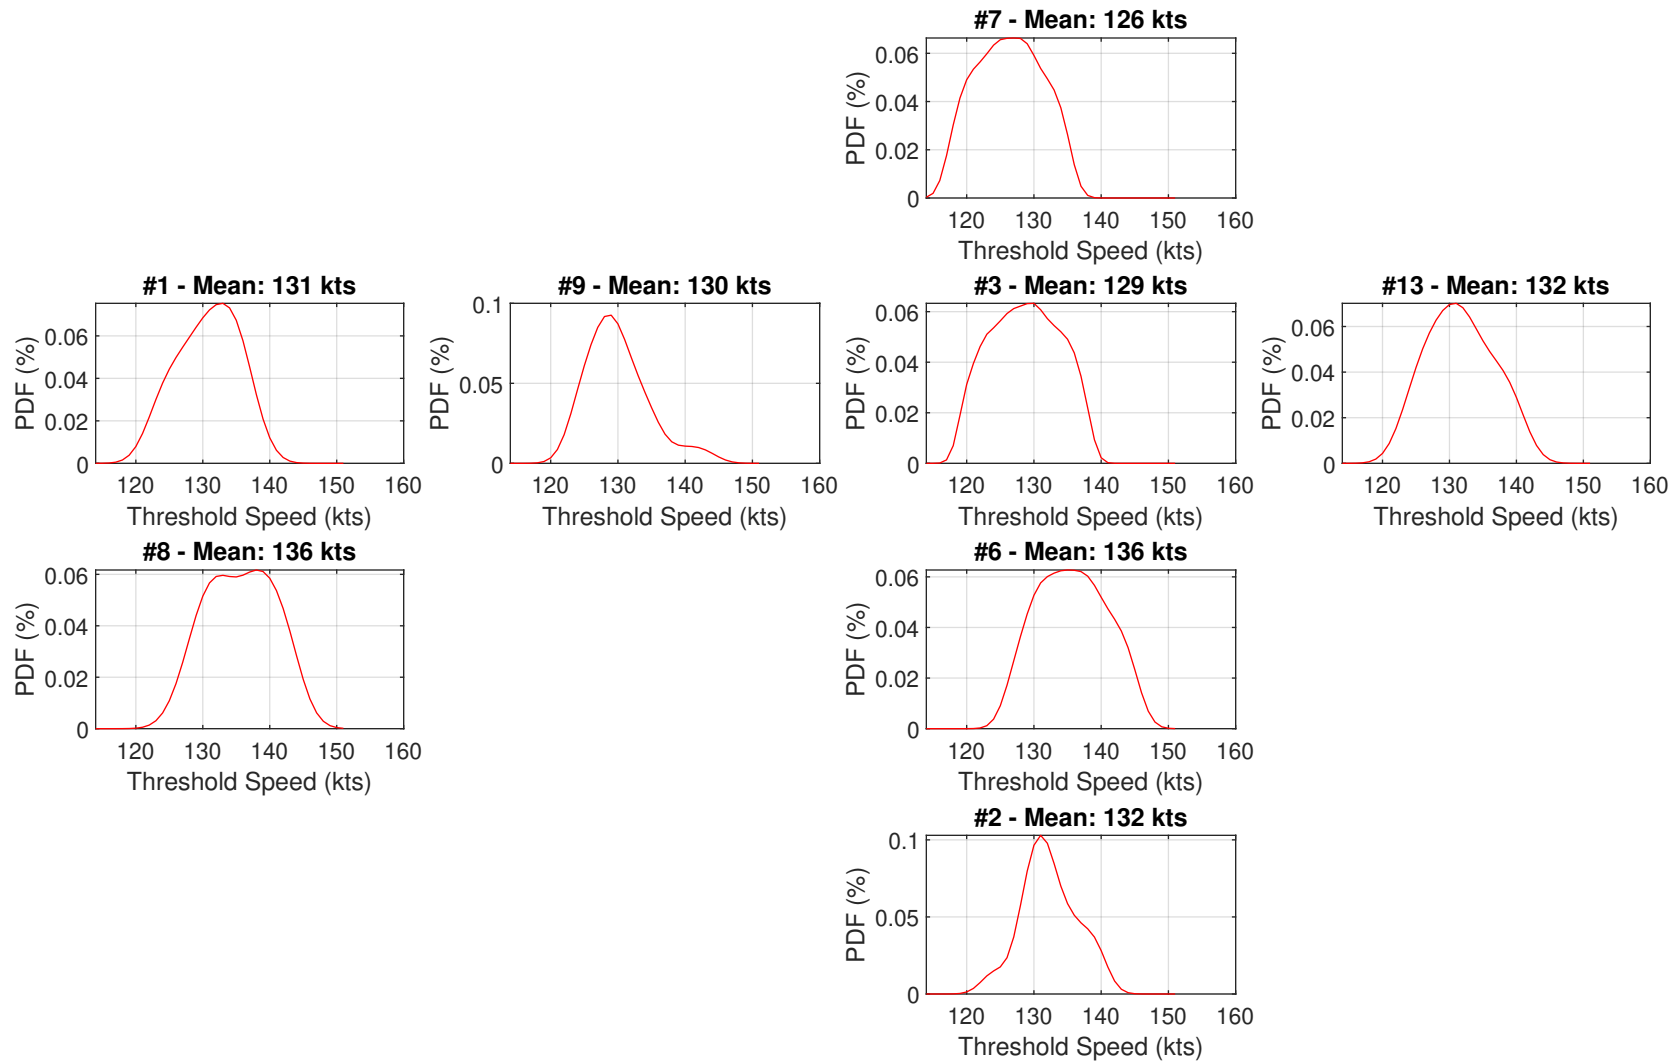 #7 - Mean: 126 kts
PDF (%)
0.06
0.04
0.02
0
120 130 140 150 160
Threshold Speed (kts)
#1 - Mean: 131 kts
PDF (%)
0.06
0.04
0.02
0
120 130 140 150 160
Threshold Speed (kts)
#9 - Mean: 130 kts
PDF (%)
0.1
0.05
0
120 130 140 150 160
Threshold Speed (kts)
#3 - Mean: 129 kts
PDF (%)
0.06
0.04
0.02
0
120 130 140 150 160
Threshold Speed (kts)
#13 - Mean: 132 kts
PDF (%)
0.06
0.04
0.02
0
120 130 140 150 160
Threshold Speed (kts)
#8 - Mean: 136 kts
PDF (%)
0.06
0.04
0.02
0
120 130 140 150 160
Threshold Speed (kts)
#6 - Mean: 136 kts
PDF (%)
0.06
0.04
0.02
0
120 130 140 150 160
Threshold Speed (kts)
#2 - Mean: 132 kts
PDF (%)
0.1
0.05
0
120 130 140 150 160
Threshold Speed (kts)